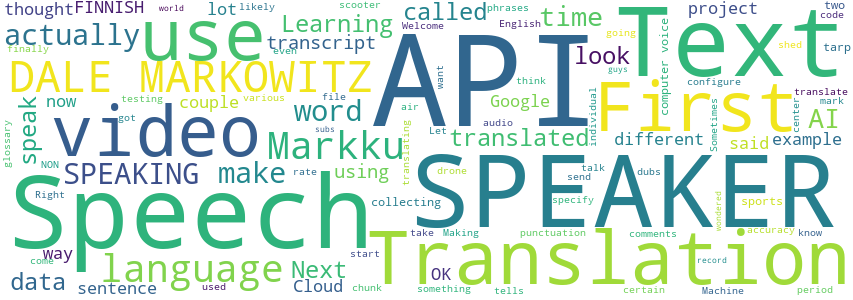 thought FINNISH world lot likely scooter called phrases English time project two code
actually use Learning Welcome API Text
finally even transcript going look computer voice shed tarp
DALE MARKOWITZ want guys configure translate
testing couple various Google think First mark
now file word air individual center AI
speak video got subs audio Let translated different Sometimes said example
glossary NON Markku translating drone talk dubs
SPEAKING make using send SPEAKER wondered sports
Right rate collecting specify accuracy know
Speech way start take Making punctuation comments Translation
come language Next OK something record
data sentence used Cloud chunk tells certain Machine period